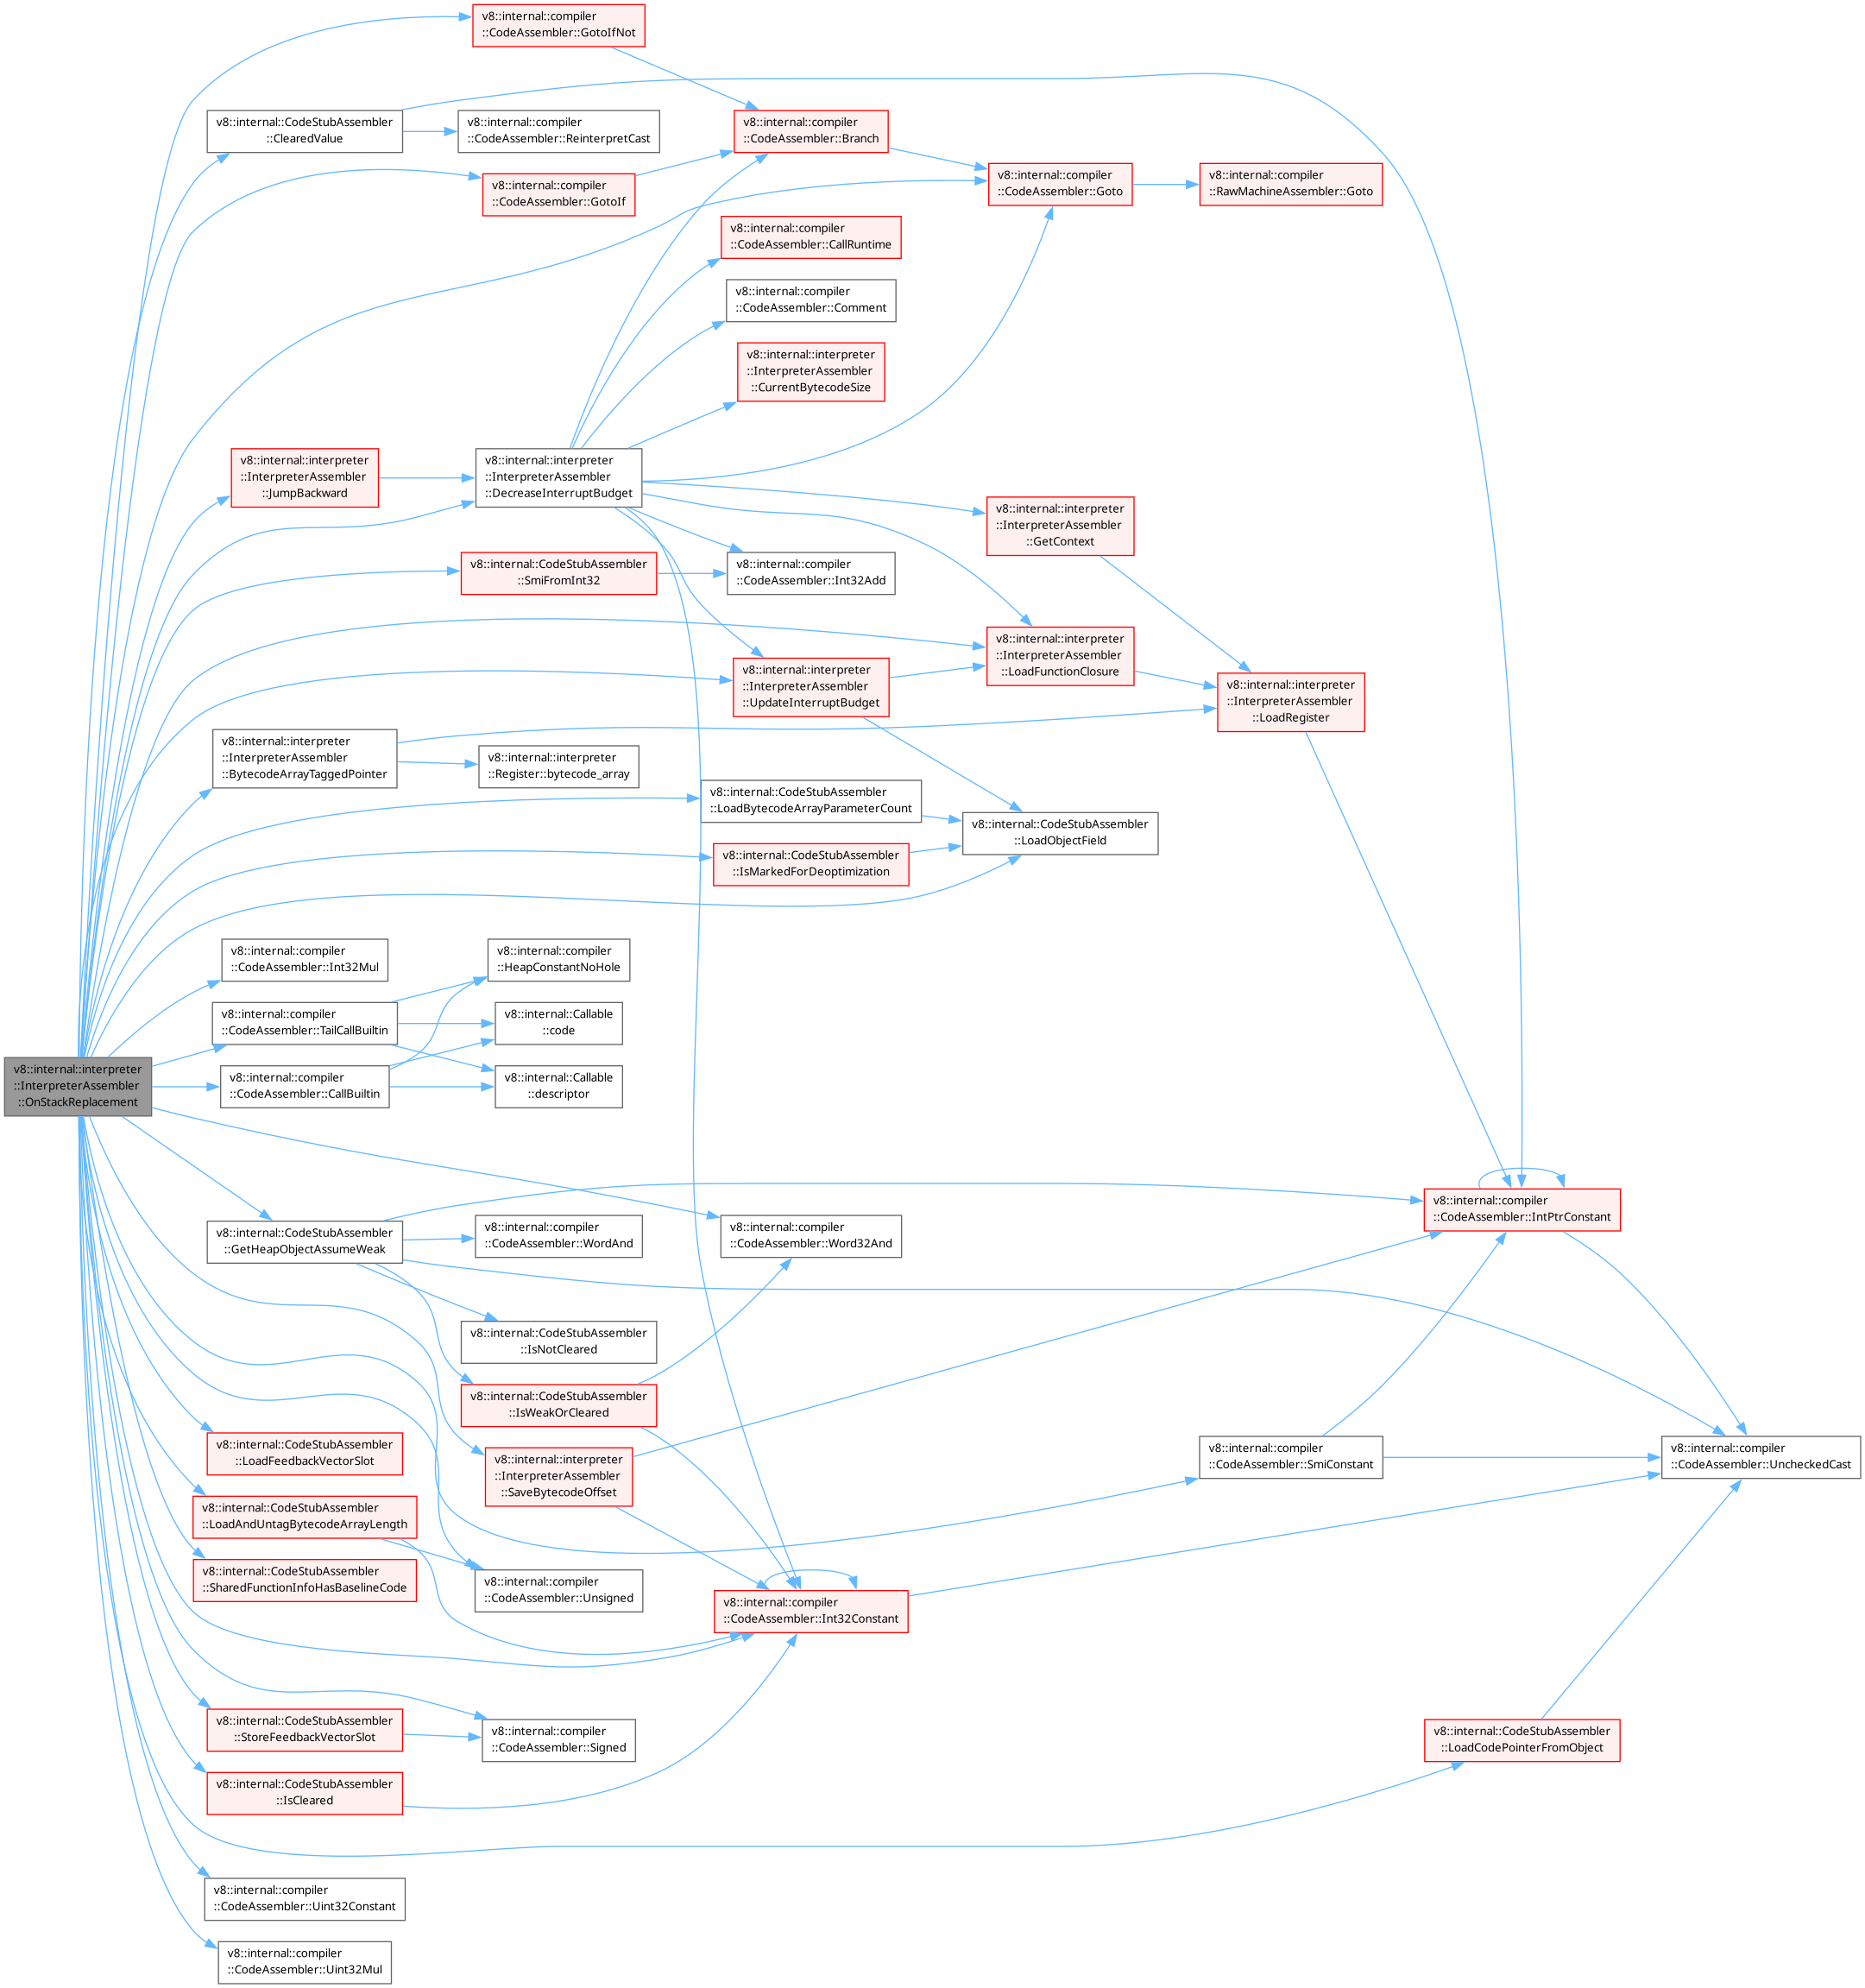 v8::internal::compiler
::CodeAssembler::GotoIfNot
v8::internal::CodeStubAssembler
::ClearedValue
v8::internal::compiler
::CodeAssembler::ReinterpretCast
v8::internal::compiler
::CodeAssembler::Branch
v8::internal::compiler
::CodeAssembler::GotoIf
v8::internal::compiler
::CodeAssembler::Goto
v8::internal::compiler
::RawMachineAssembler::Goto
v8::internal::compiler
::CodeAssembler::CallRuntime
v8::internal::compiler
::CodeAssembler::Comment
v8::internal::interpreter
::InterpreterAssembler
::CurrentBytecodeSize
v8::internal::interpreter
::InterpreterAssembler
::JumpBackward
v8::internal::interpreter
::InterpreterAssembler
::DecreaseInterruptBudget
v8::internal::interpreter
::InterpreterAssembler
::GetContext
v8::internal::CodeStubAssembler
::SmiFromInt32
v8::internal::compiler
::CodeAssembler::Int32Add
v8::internal::interpreter
::InterpreterAssembler
::LoadFunctionClosure
v8::internal::interpreter
::InterpreterAssembler
::UpdateInterruptBudget
v8::internal::interpreter
::InterpreterAssembler
::LoadRegister
v8::internal::interpreter
::InterpreterAssembler
::BytecodeArrayTaggedPointer
v8::internal::interpreter
::Register::bytecode_array
v8::internal::CodeStubAssembler
::LoadBytecodeArrayParameterCount
v8::internal::CodeStubAssembler
::LoadObjectField
v8::internal::CodeStubAssembler
::IsMarkedForDeoptimization
v8::internal::compiler
::CodeAssembler::Int32Mul
v8::internal::compiler
::HeapConstantNoHole
v8::internal::compiler
::CodeAssembler::TailCallBuiltin
v8::internal::Callable
::code
v8::internal::interpreter
::InterpreterAssembler
::OnStackReplacement
v8::internal::compiler
::CodeAssembler::CallBuiltin
v8::internal::Callable
::descriptor
v8::internal::CodeStubAssembler
::GetHeapObjectAssumeWeak
v8::internal::compiler
::CodeAssembler::WordAnd
v8::internal::compiler
::CodeAssembler::Word32And
v8::internal::compiler
::CodeAssembler::IntPtrConstant
v8::internal::CodeStubAssembler
::IsNotCleared
v8::internal::CodeStubAssembler
::IsWeakOrCleared
v8::internal::CodeStubAssembler
::LoadFeedbackVectorSlot
v8::internal::interpreter
::InterpreterAssembler
::SaveBytecodeOffset
v8::internal::compiler
::CodeAssembler::SmiConstant
v8::internal::compiler
::CodeAssembler::UncheckedCast
v8::internal::CodeStubAssembler
::LoadAndUntagBytecodeArrayLength
v8::internal::CodeStubAssembler
::SharedFunctionInfoHasBaselineCode
v8::internal::compiler
::CodeAssembler::Unsigned
v8::internal::compiler
::CodeAssembler::Int32Constant
v8::internal::CodeStubAssembler
::StoreFeedbackVectorSlot
v8::internal::compiler
::CodeAssembler::Signed
v8::internal::CodeStubAssembler
::LoadCodePointerFromObject
v8::internal::CodeStubAssembler
::IsCleared
v8::internal::compiler
::CodeAssembler::Uint32Constant
v8::internal::compiler
::CodeAssembler::Uint32Mul